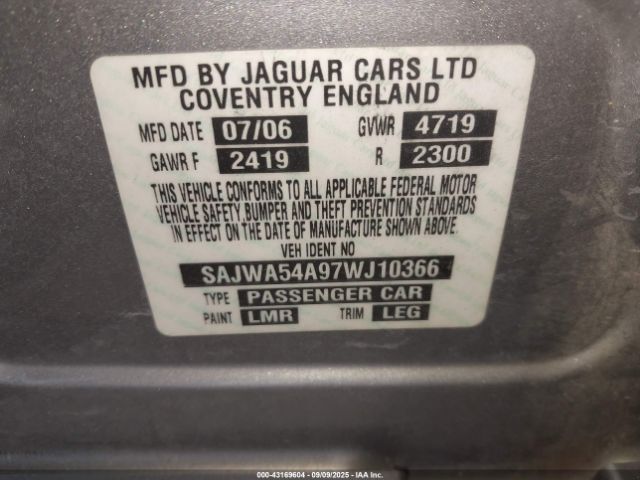 MFD BY JAGUAR CARS LTD
COVENTRY ENGLAND
MFD DATE 07/06 GVWR 4719
GAWR F 2419 R 2300
THIS VEHICLE CONFORMS TO ALL APPLICABLE FEDERAL MOTOR
VEHICLE SAFETY,BUMPER AND THEFT PREVENTION STANDARDS
IN EFFECT ON THE DATE OF MANUFACTURE SHOWN ABOVE.
VEH IDENT NO
SAJWA54A97WJ10366
TYPE PASSENGER CAR
PAINT LMR TRIM LEG
000-43169604 | 09/09/2025 | IAA Inc.